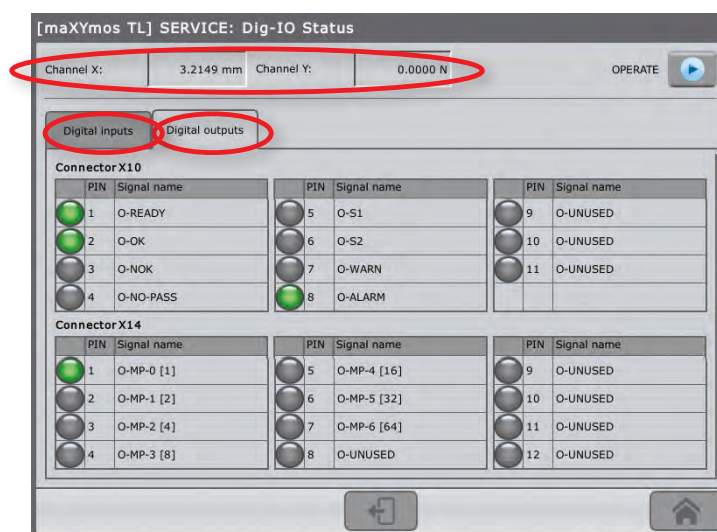 [maXYmos TL] SERVICE: Dig-IO Status
Channel X: 3.2149 mm Channel Y: 0.0000 N OPERATE
Digital inputs Digital outputs
Connector X10
PIN Signal name PIN Signal name PIN Signal name
1 O-READY 5 O-S1 9 O-UNUSED
2 O-OK 6 O-S2 10 O-UNUSED
3 O-NOK 7 O-WARN 11 O-UNUSED
4 O-NO-PASS 8 O-ALARM
Connector X14
PIN Signal name PIN Signal name PIN Signal name
1 O-MP-0 [1] 5 O-MP-4 [16] 9 O-UNUSED
2 O-MP-1 [2] 6 O-MP-5 [32] 10 O-UNUSED
3 O-MP-2 [4] 7 O-MP-6 [64] 11 O-UNUSED
4 O-MP-3 [8] 8 O-UNUSED 12 O-UNUSED